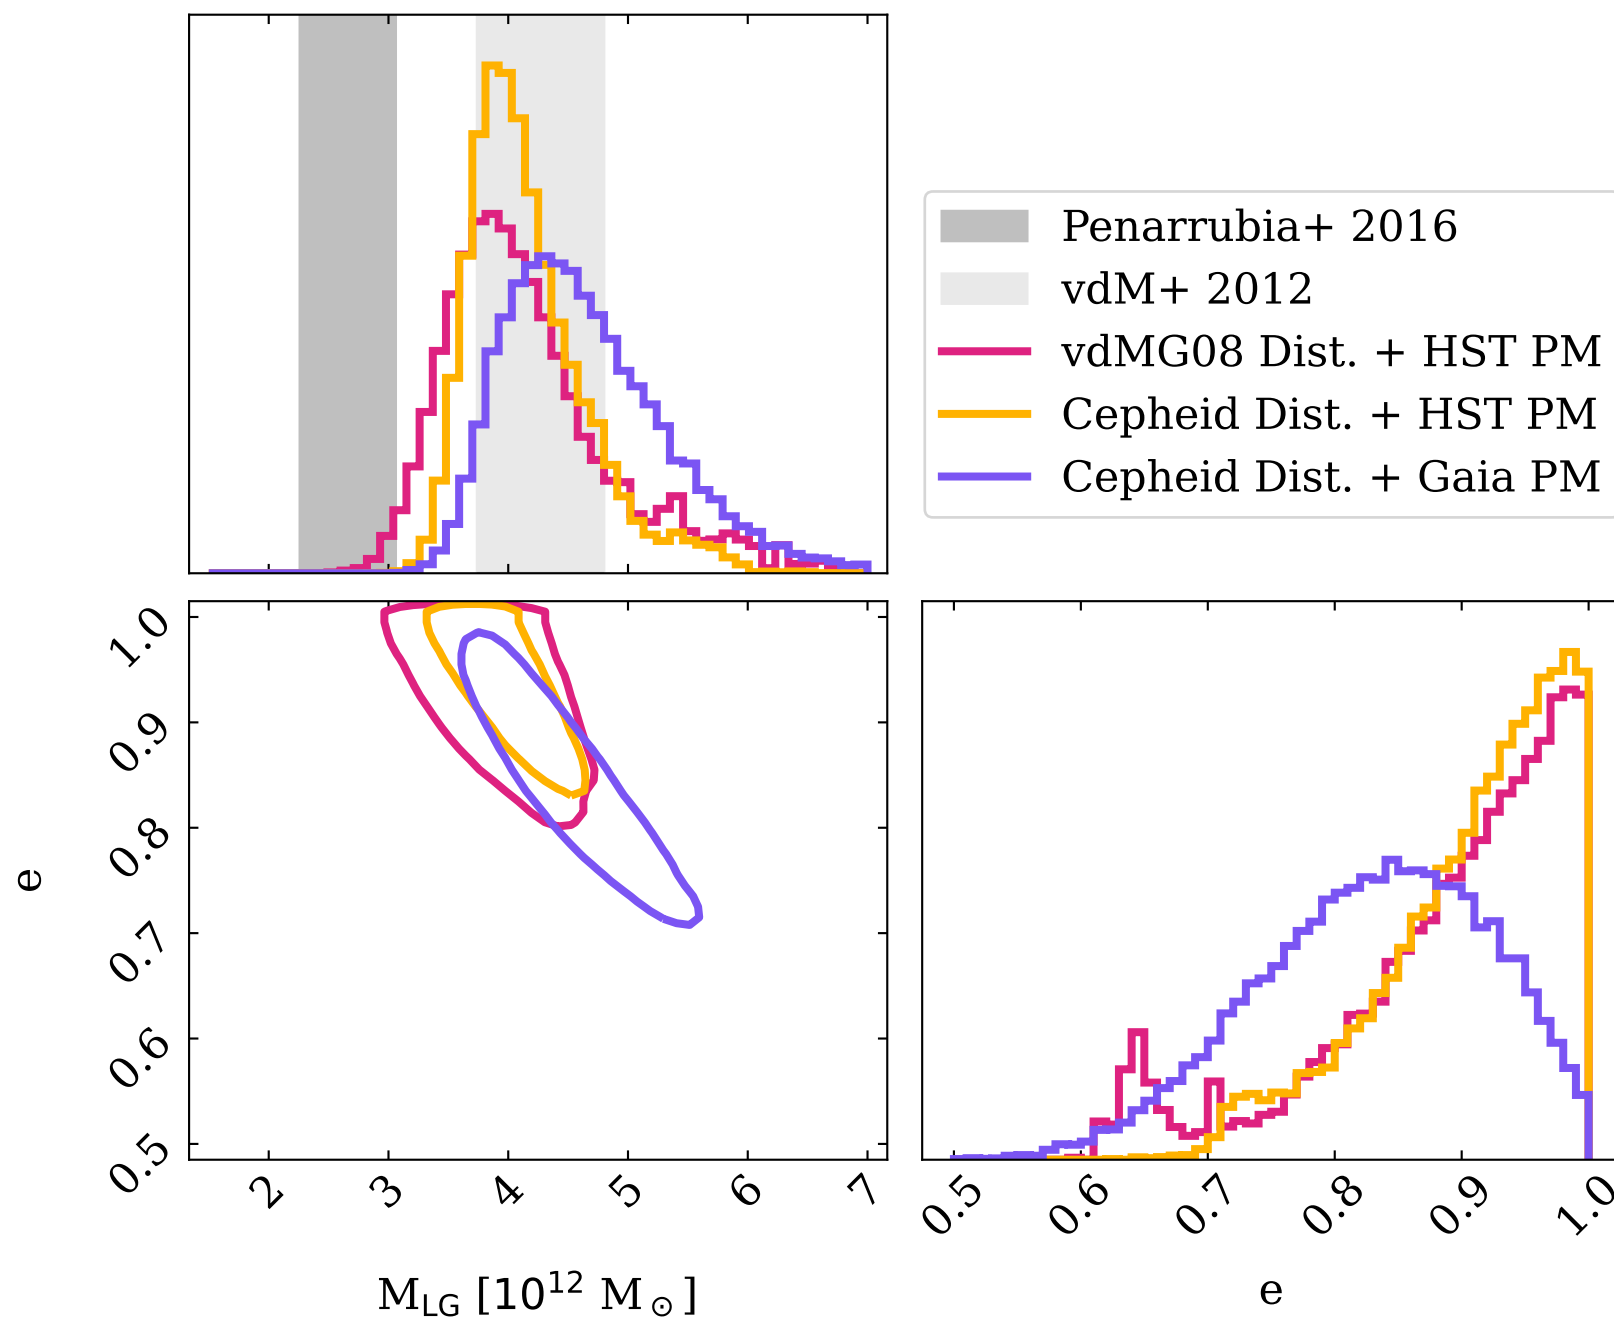 Penarrubia+ 2016
vdM+ 2012
vdMG08 Dist. + HST PM
Cepheid Dist. + HST PM
Cepheid Dist. + Gaia PM
1.0
0.9
0.8
0.7
0.6
0.5
e
2 3 4 5 6 7
M_LG [10^12 M_⊙]
0.5 0.6 0.7 0.8 0.9 1.0
e